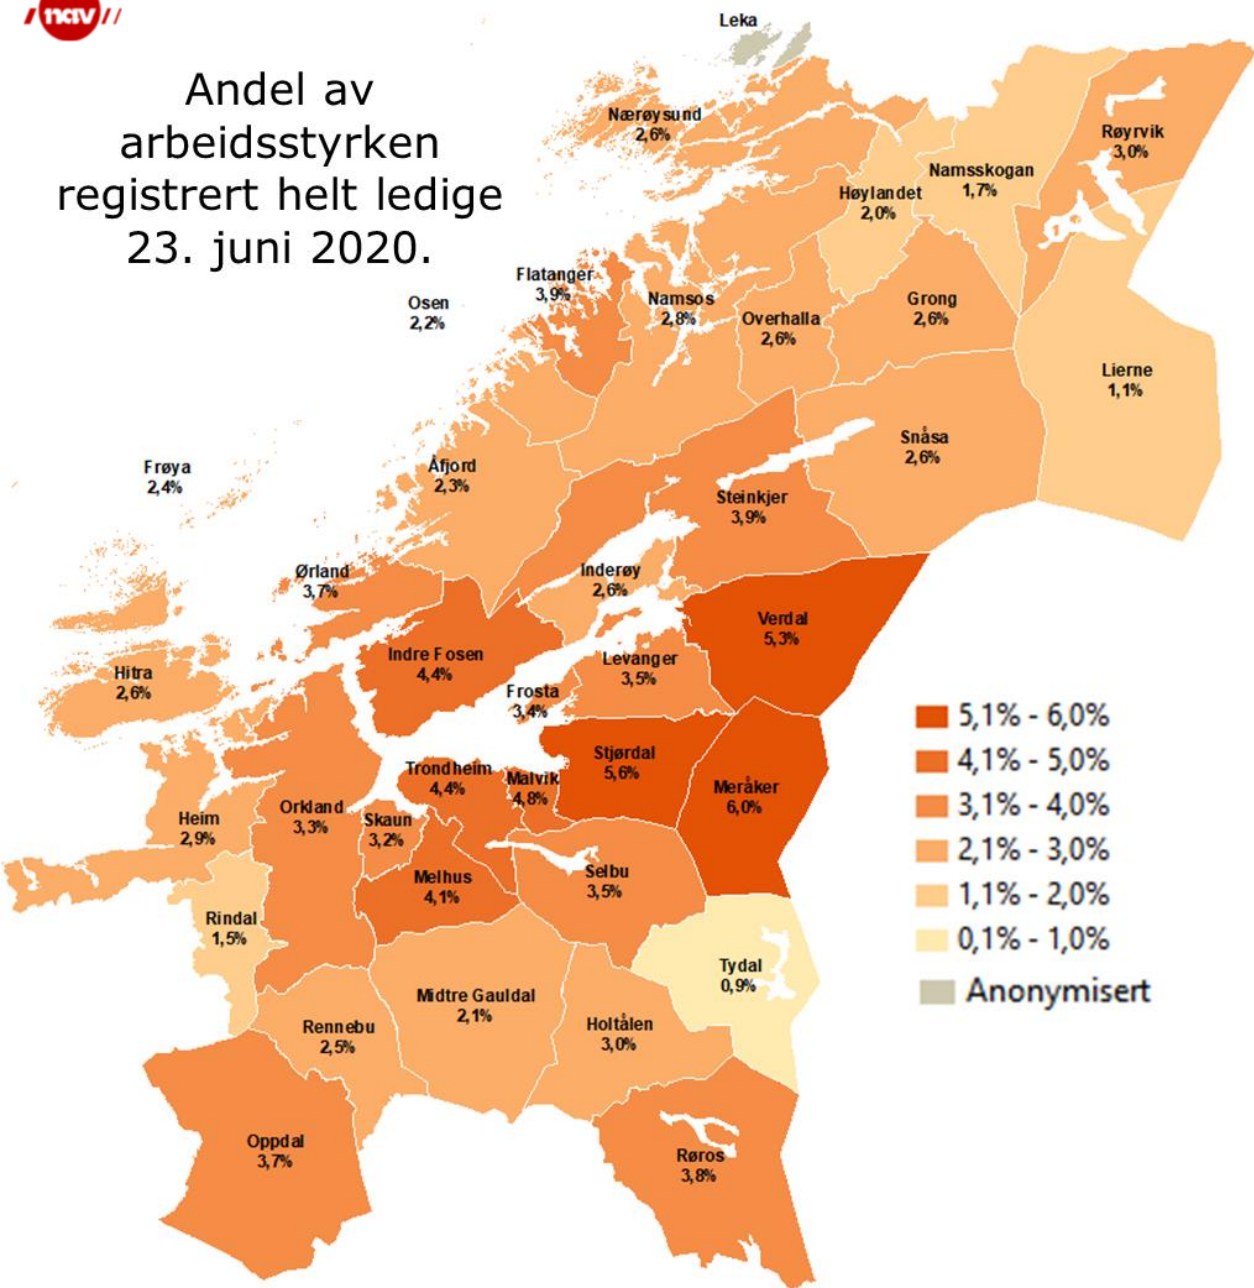 nav
Andel av
arbeidsstyrken
registrert helt ledige
23. juni 2020.
Leka
Nærøysund
2,6%
Røyrvik
3,0%
Namsskogan
1,7%
Høylandet
2,0%
Flatanger
3,9%
Osen
2,2%
Namsos
2,8%
Overhalla
2,6%
Grong
2,6%
Lierne
1,1%
Snåsa
2,6%
Frøya
2,4%
Åfjord
2,3%
Steinkjer
3,9%
Ørland
3,7%
Inderøy
2,6%
Verdal
5,3%
Indre Fosen
4,4%
Levanger
3,5%
Hitra
2,6%
Frosta
3,4%
Stjørdal
5,6%
Trondheim
4,4%
Malvik
4,8%
Meråker
6,0%
Orkland
3,3%
Skaun
3,2%
Heim
2,9%
Melhus
4,1%
Selbu
3,5%
Rindal
1,5%
Tydal
0,9%
Midtre Gauldal
2,1%
Rennebu
2,5%
Holtålen
3,0%
Oppdal
3,7%
Røros
3,8%
5,1% - 6,0%
4,1% - 5,0%
3,1% - 4,0%
2,1% - 3,0%
1,1% - 2,0%
0,1% - 1,0%
Anonymisert